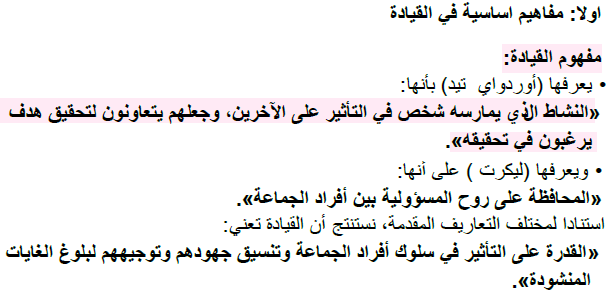 اولا: مفاهيم اساسية في القيادة
مفهوم القيادة:
• يعرفها (أوردواي تيد) بأنها:
«النشاط الذي يمارسه شخص في التأثير على الآخرين، وجعلهم يتعاونون لتحقيق هدف
يرغبون في تحقيقه».
• ويعرفها (ليكرت ) على أنها:
«المحافظة على روح المسؤولية بين أفراد الجماعة».
استنادا لمختلف التعاريف المقدمة، نستنتج أن القيادة تعني:
«القدرة على التأثير في سلوك أفراد الجماعة وتنسيق جهودهم وتوجيههم لبلوغ الغايات
المنشودة».